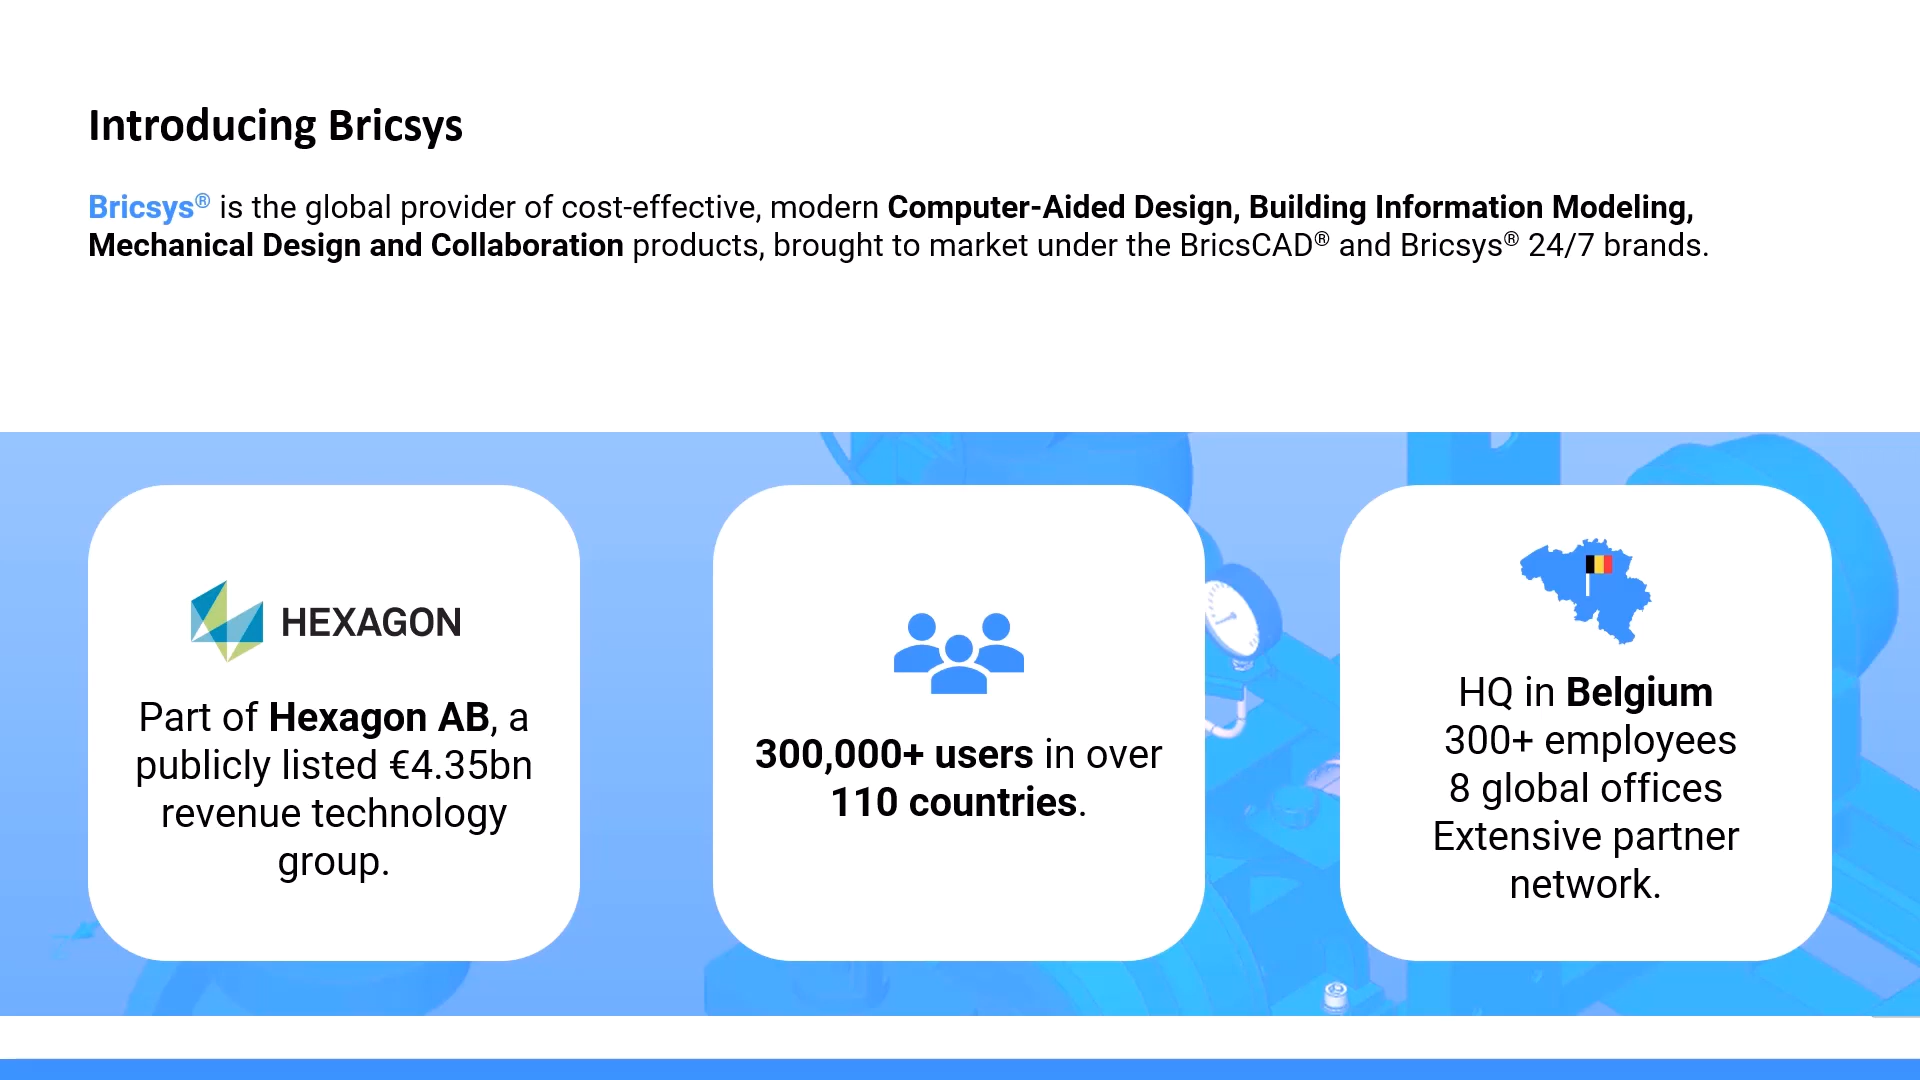 Introducing Bricsys
Bricsys® is the global provider of cost-effective, modern Computer-Aided Design, Building Information Modeling,
Mechanical Design and Collaboration products, brought to market under the BricsCAD® and Bricsys® 24/7 brands.
HEXAGON
Part of Hexagon AB, a
publicly listed €4.35bn
revenue technology
group.
300,000+ users in over
110 countries.
HQ in Belgium
300+ employees
8 global offices
Extensive partner
network.